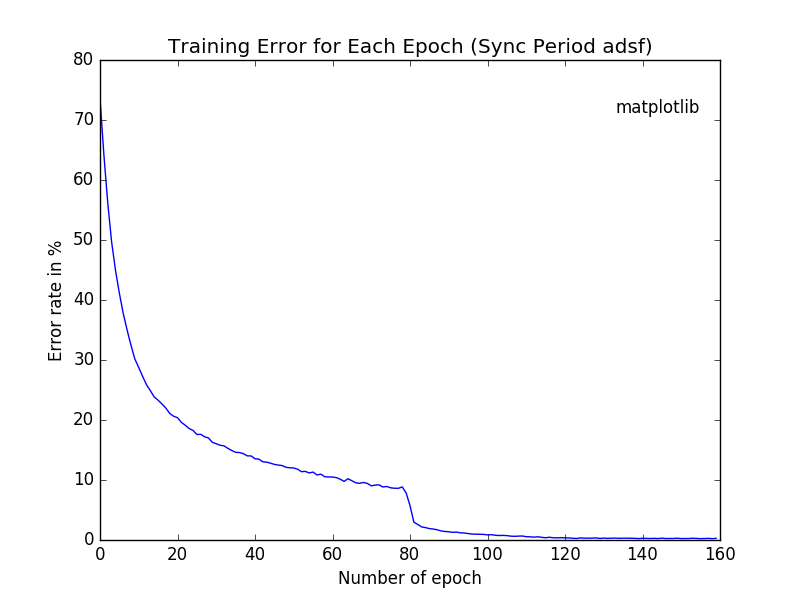 Training Error for Each Epoch (Sync Period adsf)
80
matplotlib
70
60
50
40
30
20
10
0
Error rate in %
0 20 40 60 80 100 120 140 160
Number of epoch